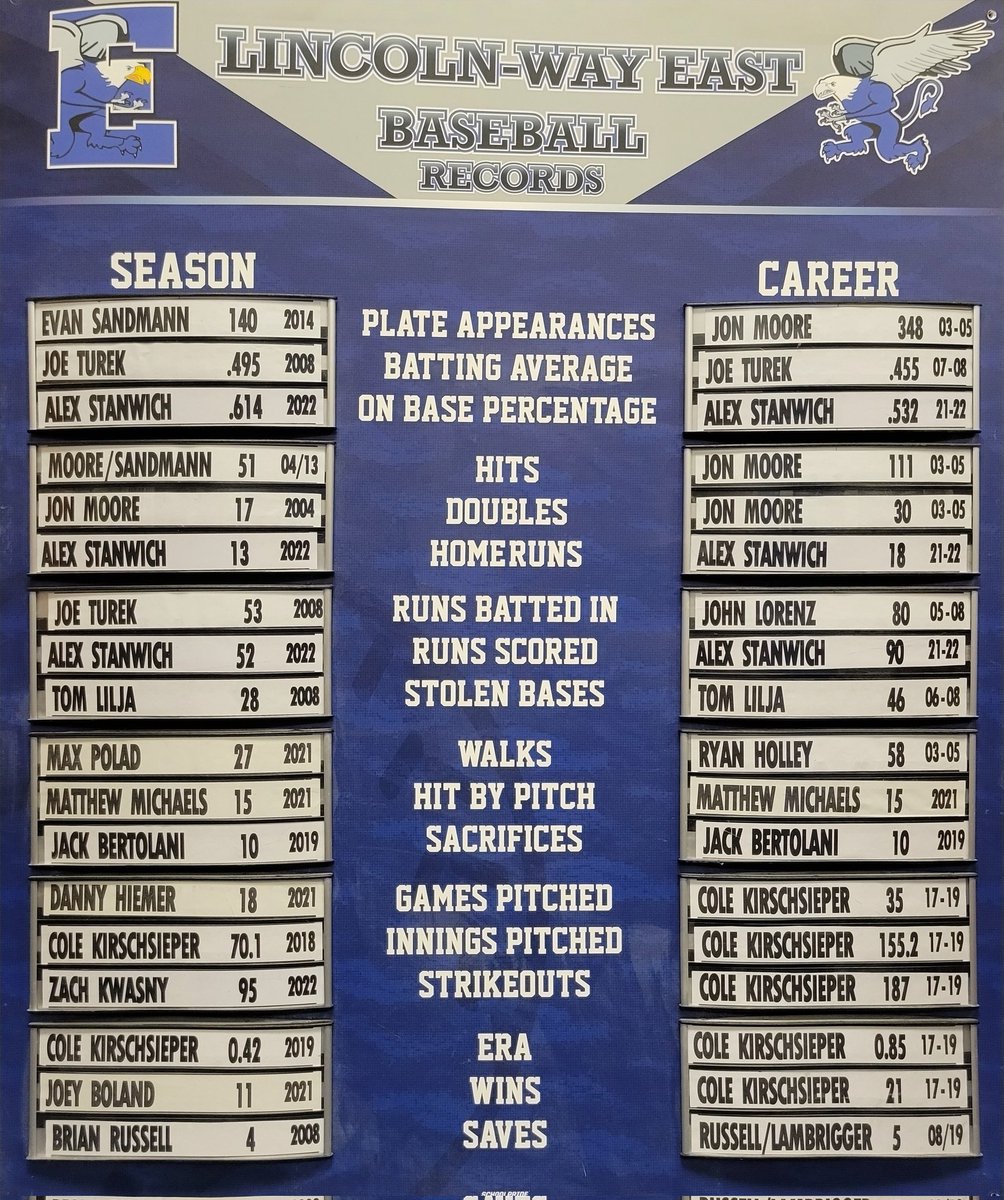 E
LINCOLN-WAY EAST
BASEBALL
RECORDS
SEASON CAREER
EVAN SANDMANN 140 2014 PLATE APPEARANCES JON MOORE 348 03-05
JOE TUREK .495 2008 BATTING AVERAGE JOE TUREK .455 07-08
ALEX STANWICH .614 2022 ON BASE PERCENTAGE ALEX STANWICH .532 21-22
MOORE/SANDMANN 51 04/13 HITS JON MOORE 111 03-05
JON MOORE 17 2004 DOUBLES JON MOORE 30 03-05
ALEX STANWICH 13 2022 HOMERUNS ALEX STANWICH 18 21-22
JOE TUREK 53 2008 RUNS BATTED IN JOHN LORENZ 80 05-08
ALEX STANWICH 52 2022 RUNS SCORED ALEX STANWICH 90 21-22
TOM LILJA 28 2008 STOLEN BASES TOM LILJA 46 06-08
MAX POLAD 27 2021 WALKS RYAN HOLLEY 58 03-05
MATTHEW MICHAELS 15 2021 HIT BY PITCH MATTHEW MICHAELS 15 2021
JACK BERTOLANI 10 2019 SACRIFICES JACK BERTOLANI 10 2019
DANNY HIEMER 18 2021 GAMES PITCHED COLE KIRSCHSIEPER 35 17-19
COLE KIRSCHSIEPER 70.1 2018 INNINGS PITCHED COLE KIRSCHSIEPER 155.2 17-19
ZACH KWASNY 95 2022 STRIKEOUTS COLE KIRSCHSIEPER 187 17-19
COLE KIRSCHSIEPER 0.42 2019 ERA COLE KIRSCHSIEPER 0.85 17-19
JOEY BOLAND 11 2021 WINS COLE KIRSCHSIEPER 21 17-19
BRIAN RUSSELL 4 2008 SAVES RUSSELL/LAMBRIGGER 5 08/19
SCHOOLPRIDE